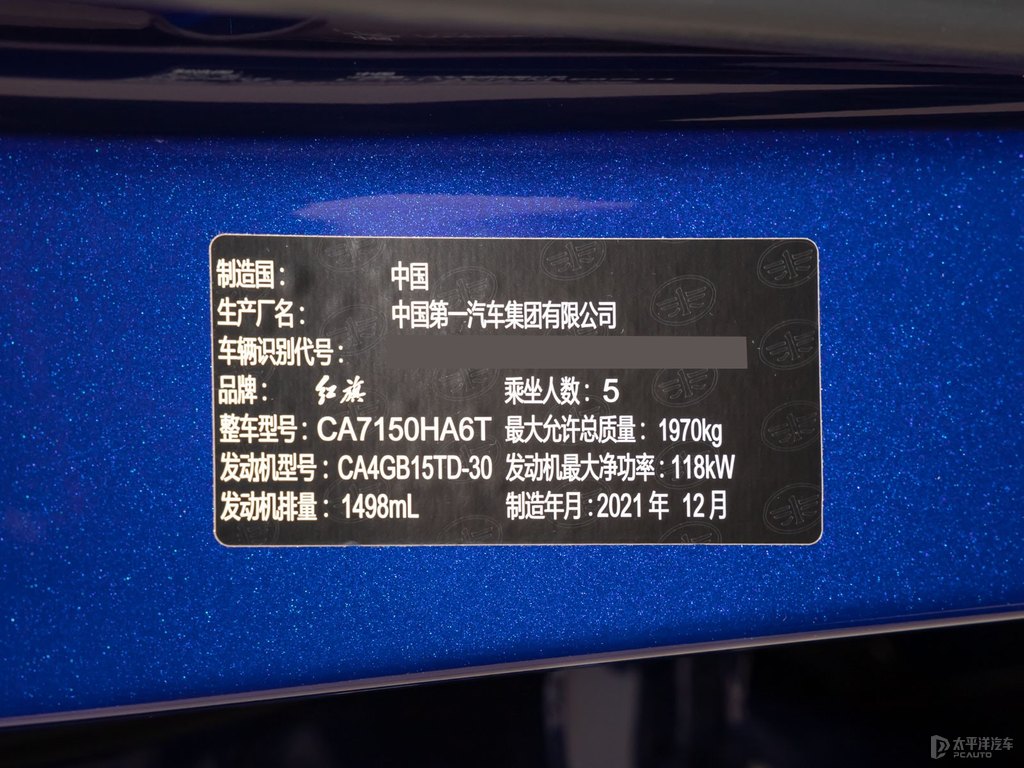 制造国： 中国
生产厂名： 中国第一汽车集团有限公司
车辆识别代号：
品牌： 红旗 乘坐人数：5
整车型号：CA7150HA6T 最大允许总质量：1970kg
发动机型号：CA4GB15TD-30 发动机最大净功率：118kW
发动机排量：1498mL 制造年月：2021年 12月
太平洋汽车
PCAUTO